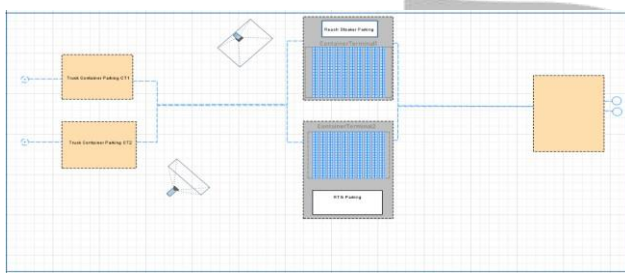 Reach Stacker Parking
ContainerTerminal1
Truck Container Parking CT1
ContainerTerminal2
Truck Container Parking CT2
RTG Parking